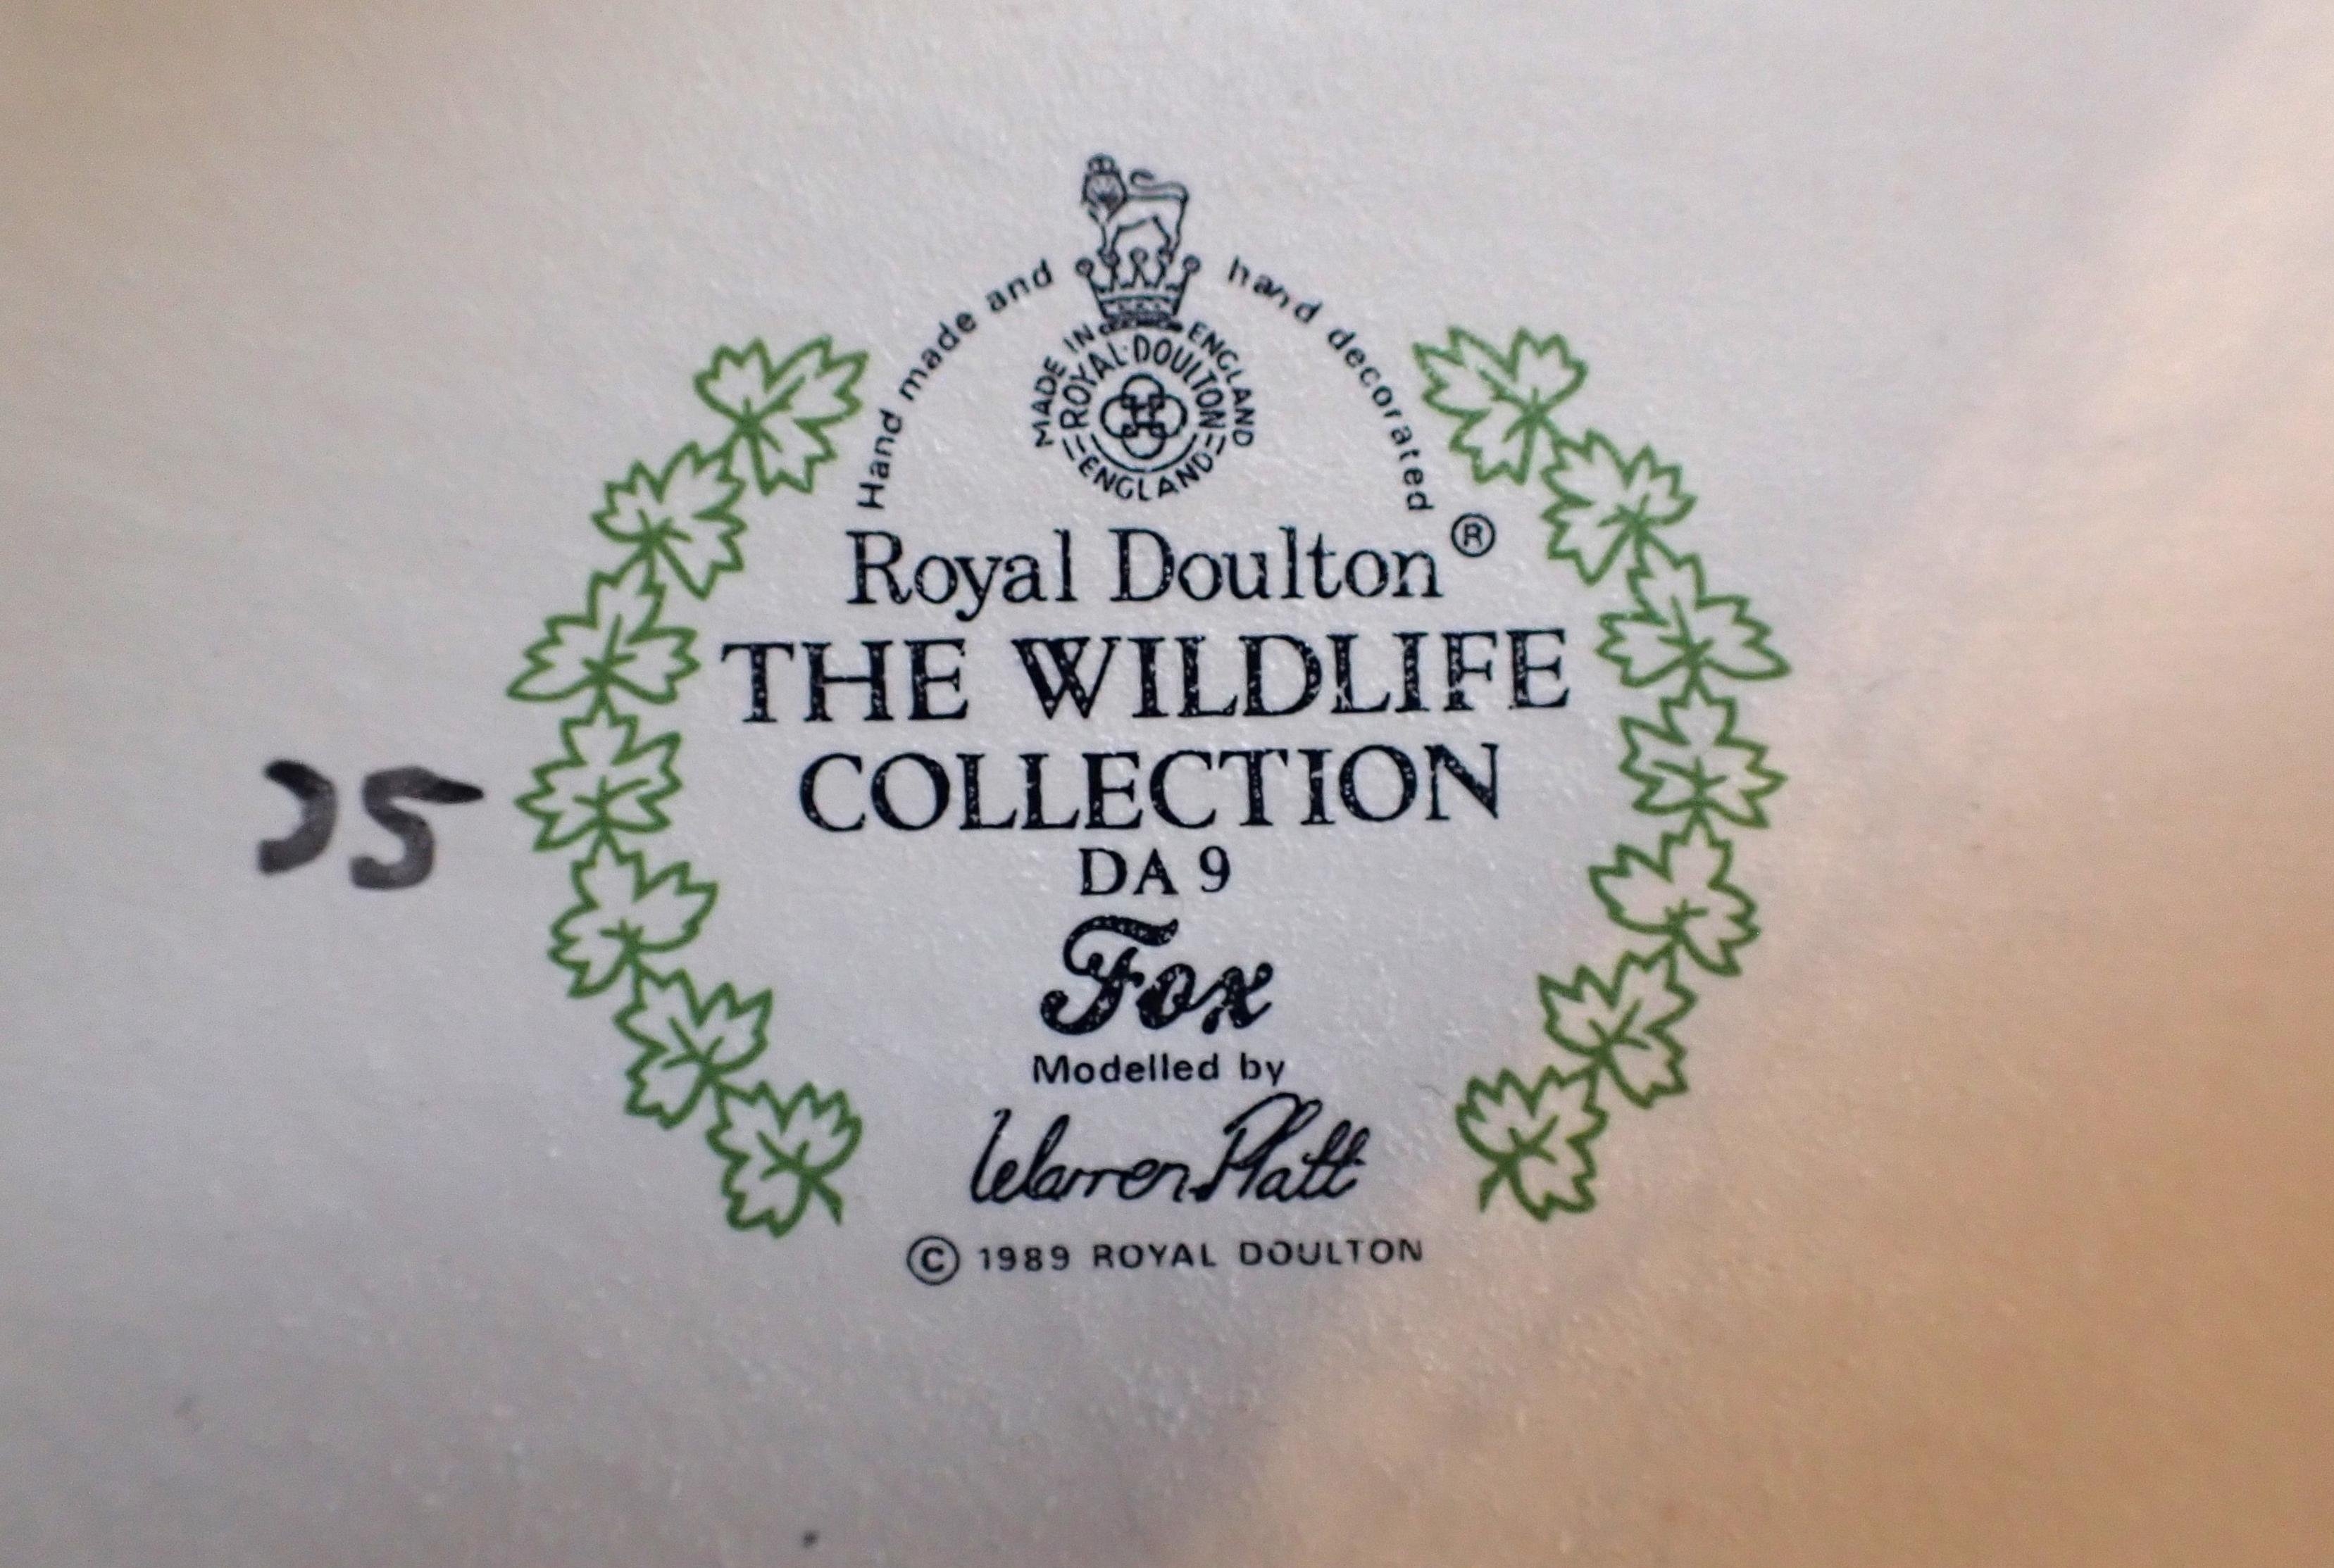 Hand made and hand decorated
MADE IN ENGLAND
ROYAL DOULTON
ENGLAND
Royal Doulton®
THE WILDLIFE
COLLECTION
DA 9
Fox
Modelled by
Warren Platt
© 1989 ROYAL DOULTON